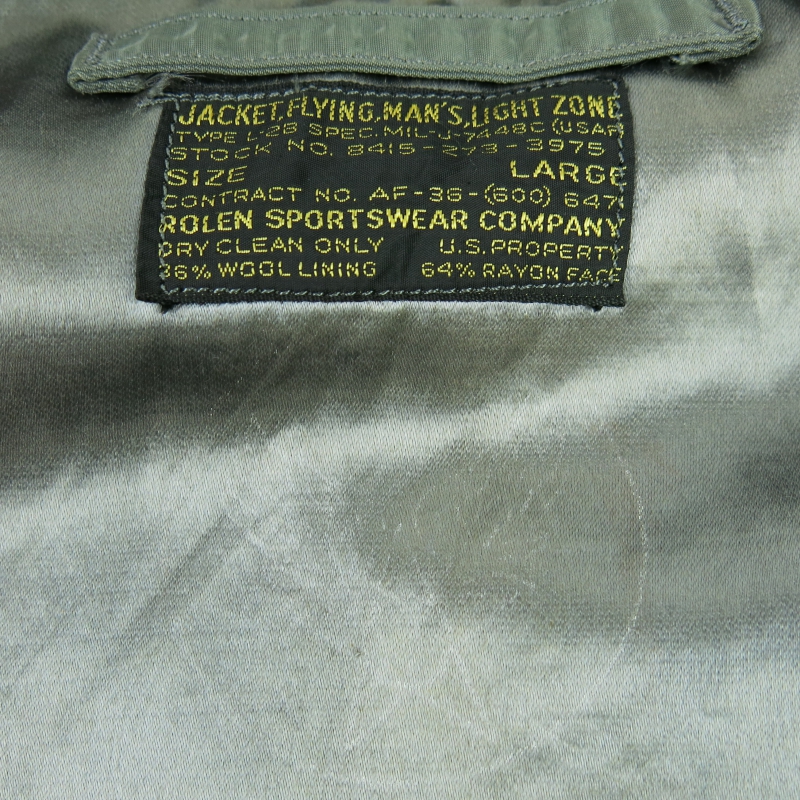 JACKET, FLYING, MAN'S, LIGHT ZONE
TYPE L-2B SPEC. MIL-J-7448C (USAF
STOCK NO. 8415-273-3975
SIZE LARGE
CONTRACT NO. AF-36-(600) 647
ROLEN SPORTSWEAR COMPANY
DRY CLEAN ONLY U.S. PROPERTY
36% WOOL LINING 64% RAYON FACE